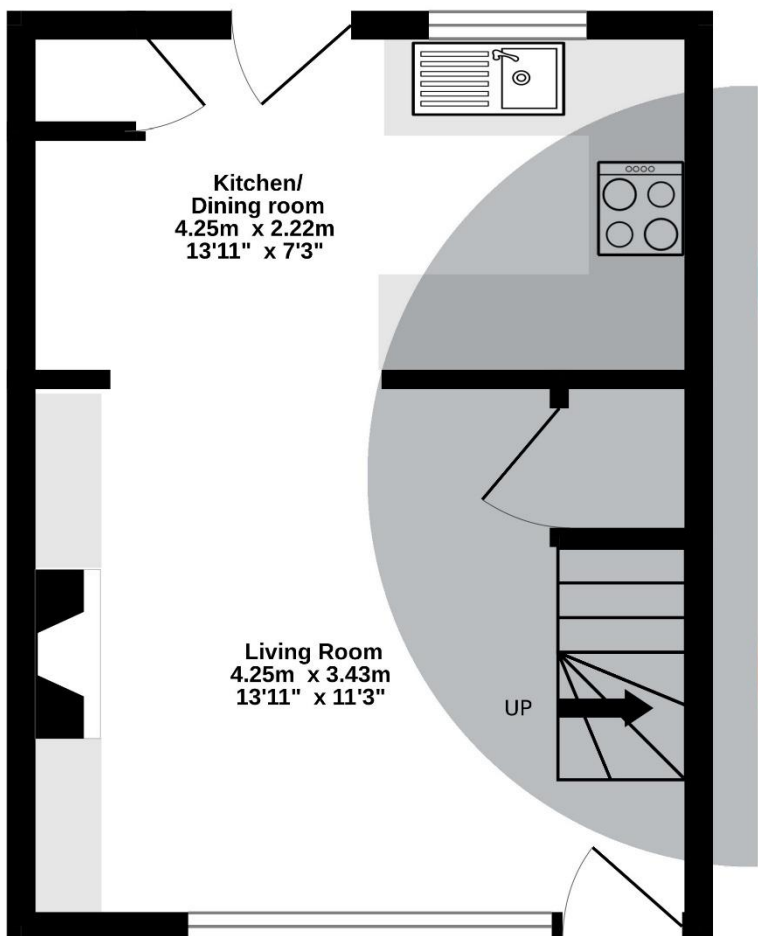 Kitchen/
Dining room
4.25m x 2.22m
13'11" x 7'3"
Living Room
4.25m x 3.43m
13'11" x 11'3"
UP